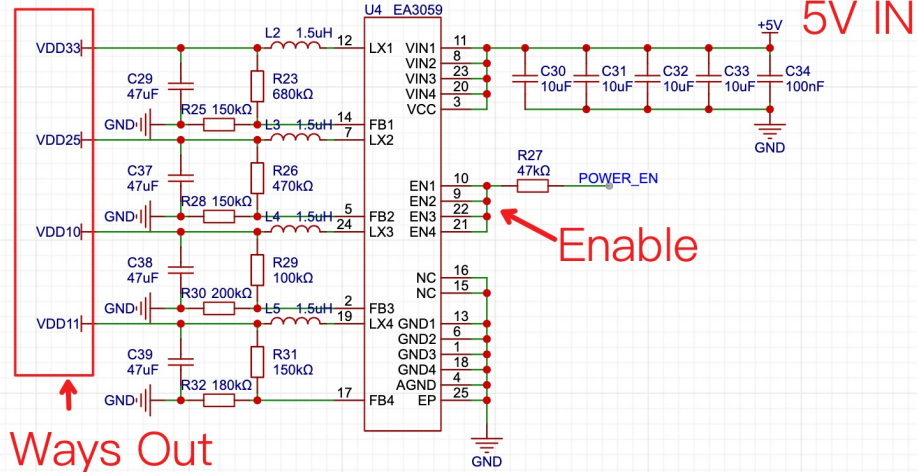 U4 EA3059
5V IN
+5V
VDD33
L2 1.5uH
12 LX1
VIN1 11
VIN2 8
VIN3 23
VIN4 20
VCC 3
C29
47uF
R23
680kΩ
C30
10uF
C31
10uF
C32
10uF
C33
10uF
C34
100nF
R25 150kΩ
GND
14 FB1
VDD25
L3 1.5uH
7 LX2
GND
C37
47uF
R26
470kΩ
R27
47kΩ
POWER_EN
EN1 10
EN2 9
EN3 22
EN4 21
R28 150kΩ
GND
5 FB2
VDD10
L4 1.5uH
24 LX3
Enable
C38
47uF
R29
100kΩ
NC 16
NC 15
R30 200kΩ
GND
2 FB3
VDD11
L5 1.5uH
19 LX4
GND1 13
GND2 6
GND3 1
GND4 18
AGND 4
EP 25
C39
47uF
R31
150kΩ
R32 180kΩ
GND
17 FB4
Ways Out
GND